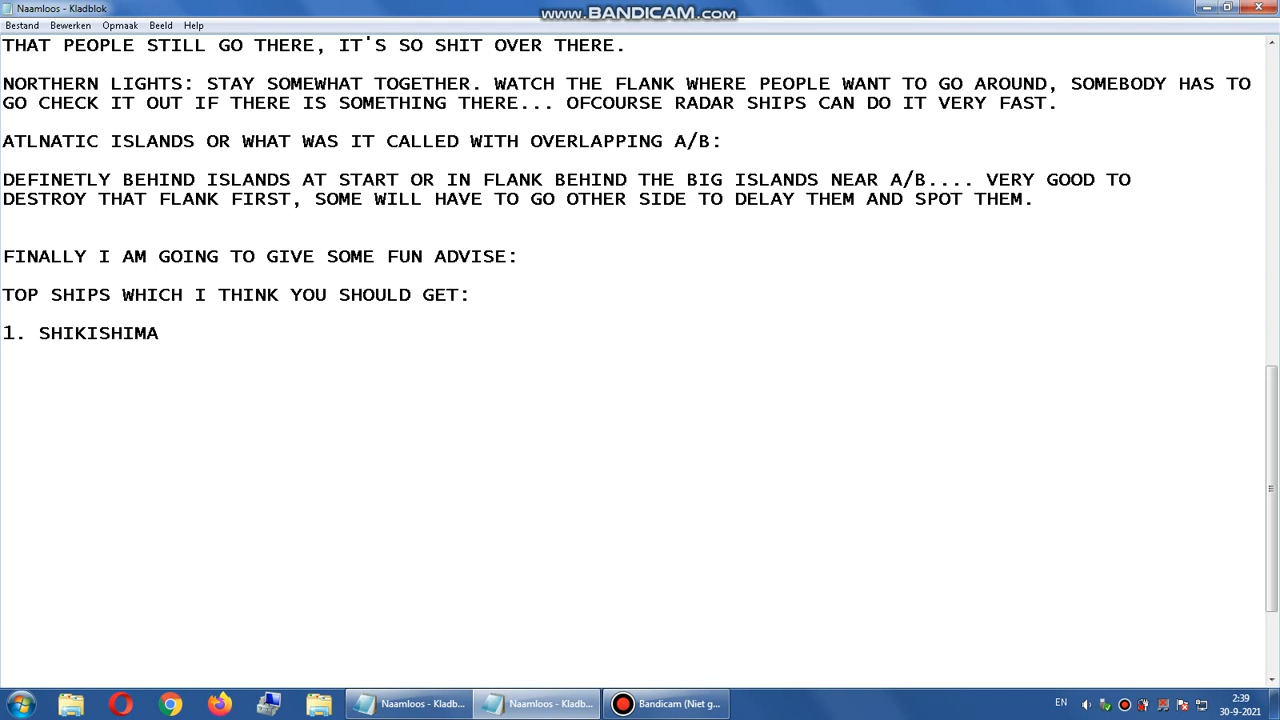 Naamloos - Kladblok
www.BANDICAM.com
Bestand Bewerken Opmaak Beeld Help
THAT PEOPLE STILL GO THERE, IT'S SO SHIT OVER THERE.
NORTHERN LIGHTS: STAY SOMEWHAT TOGETHER. WATCH THE FLANK WHERE PEOPLE WANT TO GO AROUND, SOMEBODY HAS TO
GO CHECK IT OUT IF THERE IS SOMETHING THERE... OFCOURSE RADAR SHIPS CAN DO IT VERY FAST.
ATLNATIC ISLANDS OR WHAT WAS IT CALLED WITH OVERLAPPING A/B:
DEFINETLY BEHIND ISLANDS AT START OR IN FLANK BEHIND THE BIG ISLANDS NEAR A/B.... VERY GOOD TO
DESTROY THAT FLANK FIRST, SOME WILL HAVE TO GO OTHER SIDE TO DELAY THEM AND SPOT THEM.
FINALLY I AM GOING TO GIVE SOME FUN ADVISE:
TOP SHIPS WHICH I THINK YOU SHOULD GET:
1. SHIKISHIMA
Naamloos - Kladb... Naamloos - Kladb... Bandicam (Niet g... EN 2:39
30-9-2021